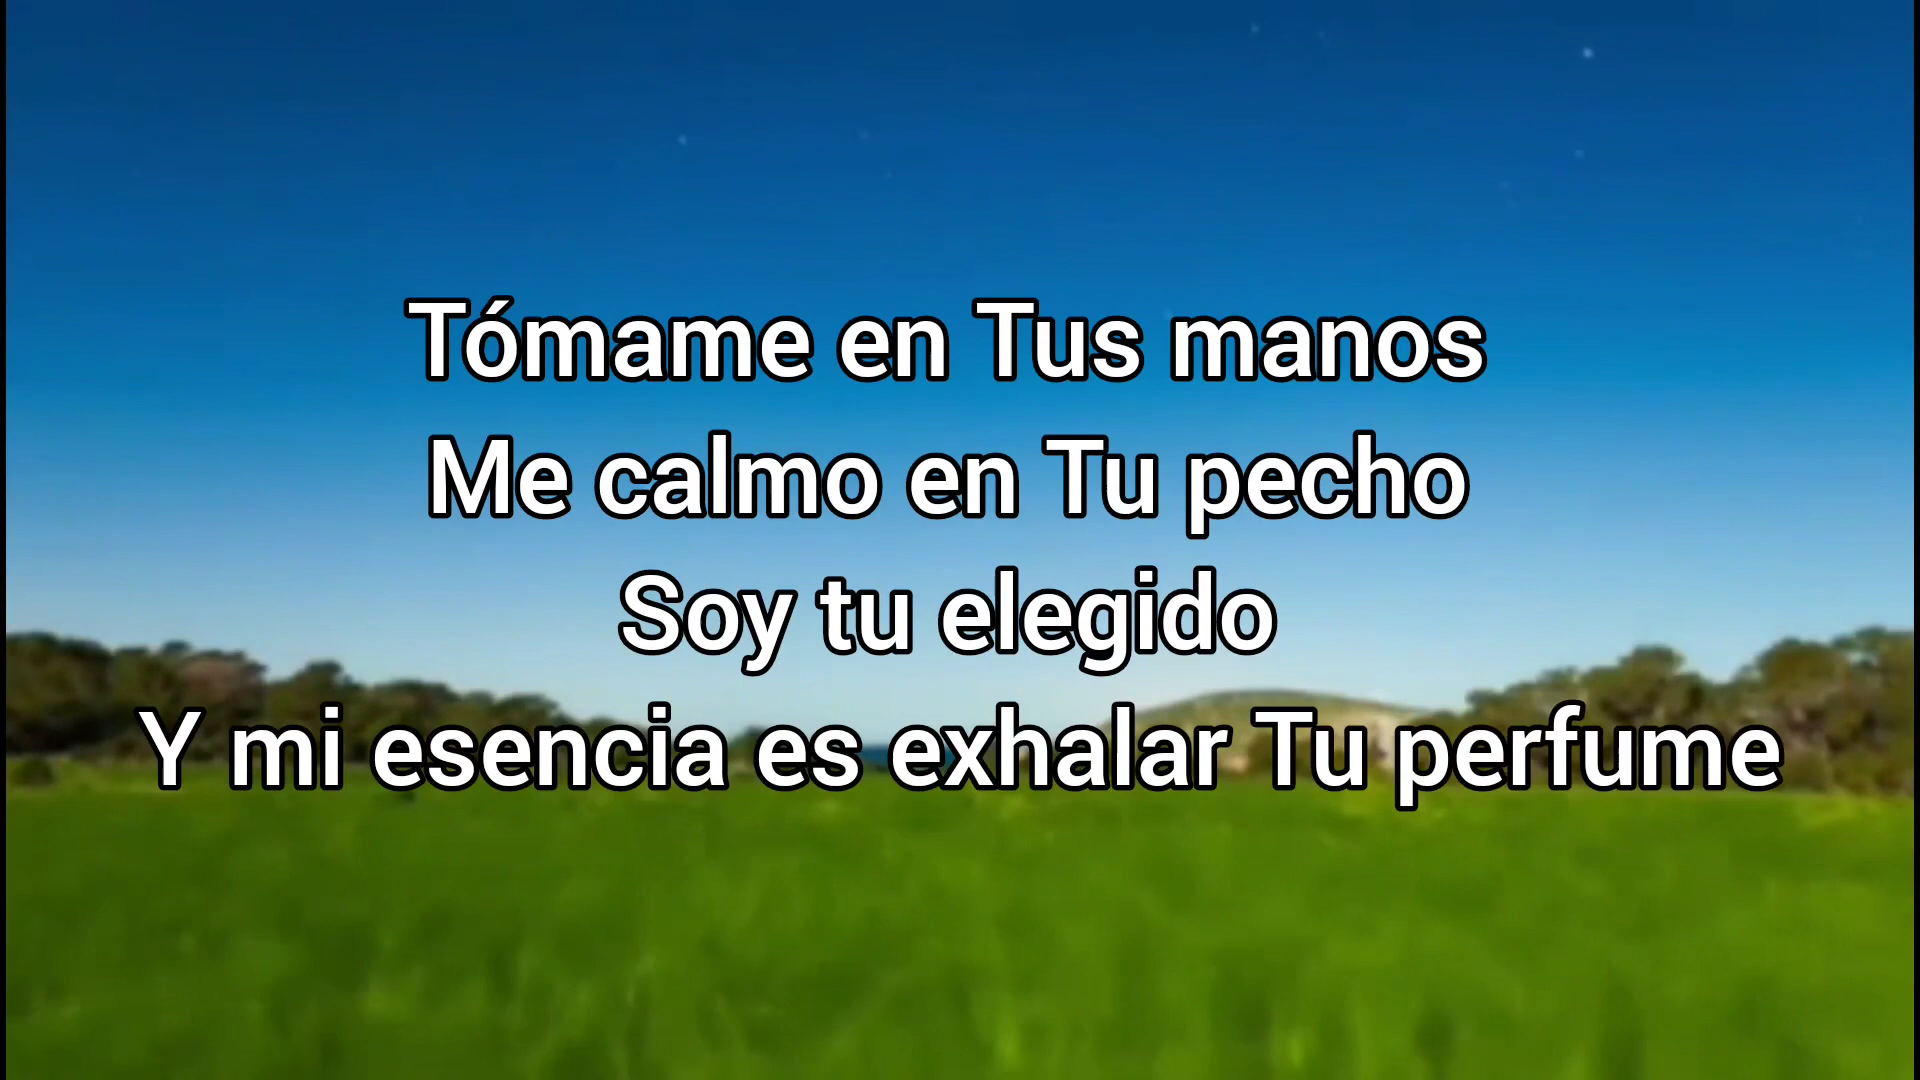 Tómame en Tus manos
Me calmo en Tu pecho
Soy tu elegido
Y mi esencia es exhalar Tu perfume